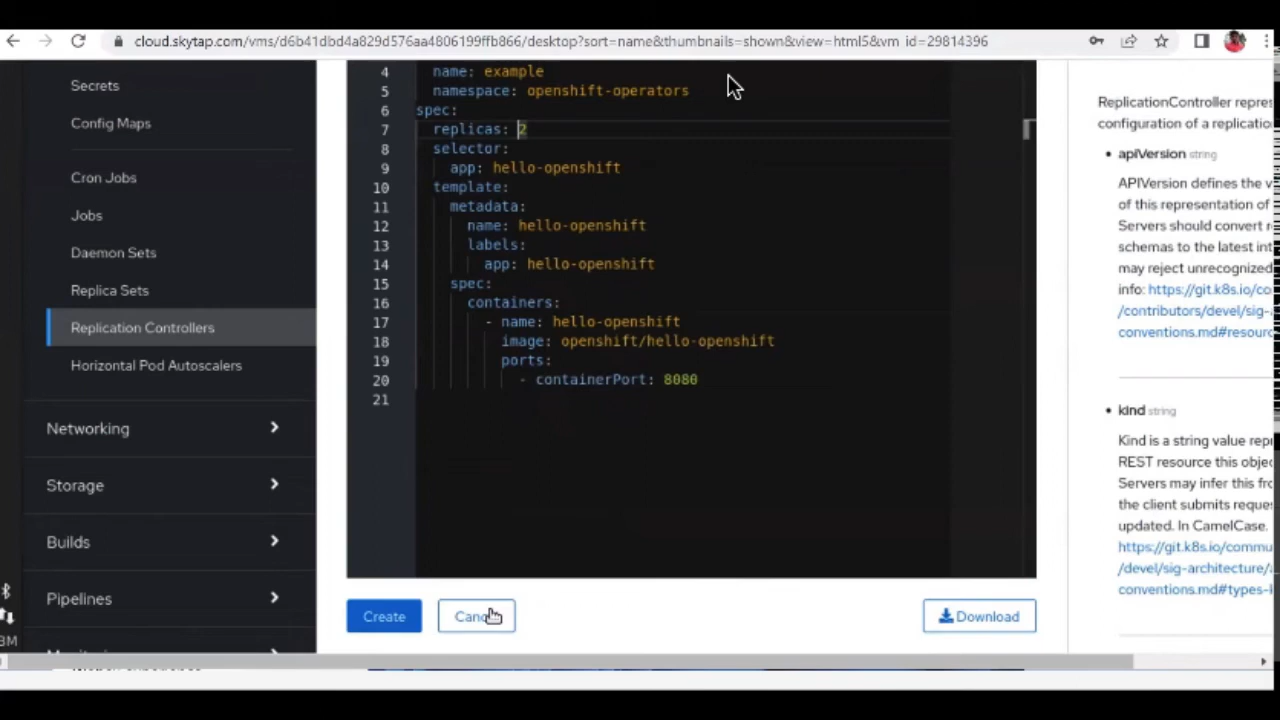 cloud.skytap.com/vms/d6b41dbd4a829d576aa4806199ffb866/desktop?sort=name&thumbnails=shown&view=html5&vm_id=29814396
Secrets
Config Maps
Cron Jobs
Jobs
Daemon Sets
Replica Sets
Replication Controllers
Horizontal Pod Autoscalers
Networking
Storage
Builds
Pipelines
4 name: example
5 namespace: openshift-operators
6 spec:
7 replicas: 2
8 selector:
9 app: hello-openshift
10 template:
11 metadata:
12 name: hello-openshift
13 labels:
14 app: hello-openshift
15 spec:
16 containers:
17 - name: hello-openshift
18 image: openshift/hello-openshift
19 ports:
20 - containerPort: 8080
21
Create
Download
ReplicationController repres
configuration of a replicatio
• apiVersion string
APIVersion defines the v
of this representation of
Servers should convert r
schemas to the latest int
may reject unrecognized
info: https://git.k8s.io/co
/contributors/devel/sig-
conventions.md#resourc
• kind string
Kind is a string value repr
REST resource this objec
Servers may infer this fro
the client submits reque
updated. In CamelCase.
https://git.k8s.io/commu
/devel/sig-architecture/a
conventions.md#types-k